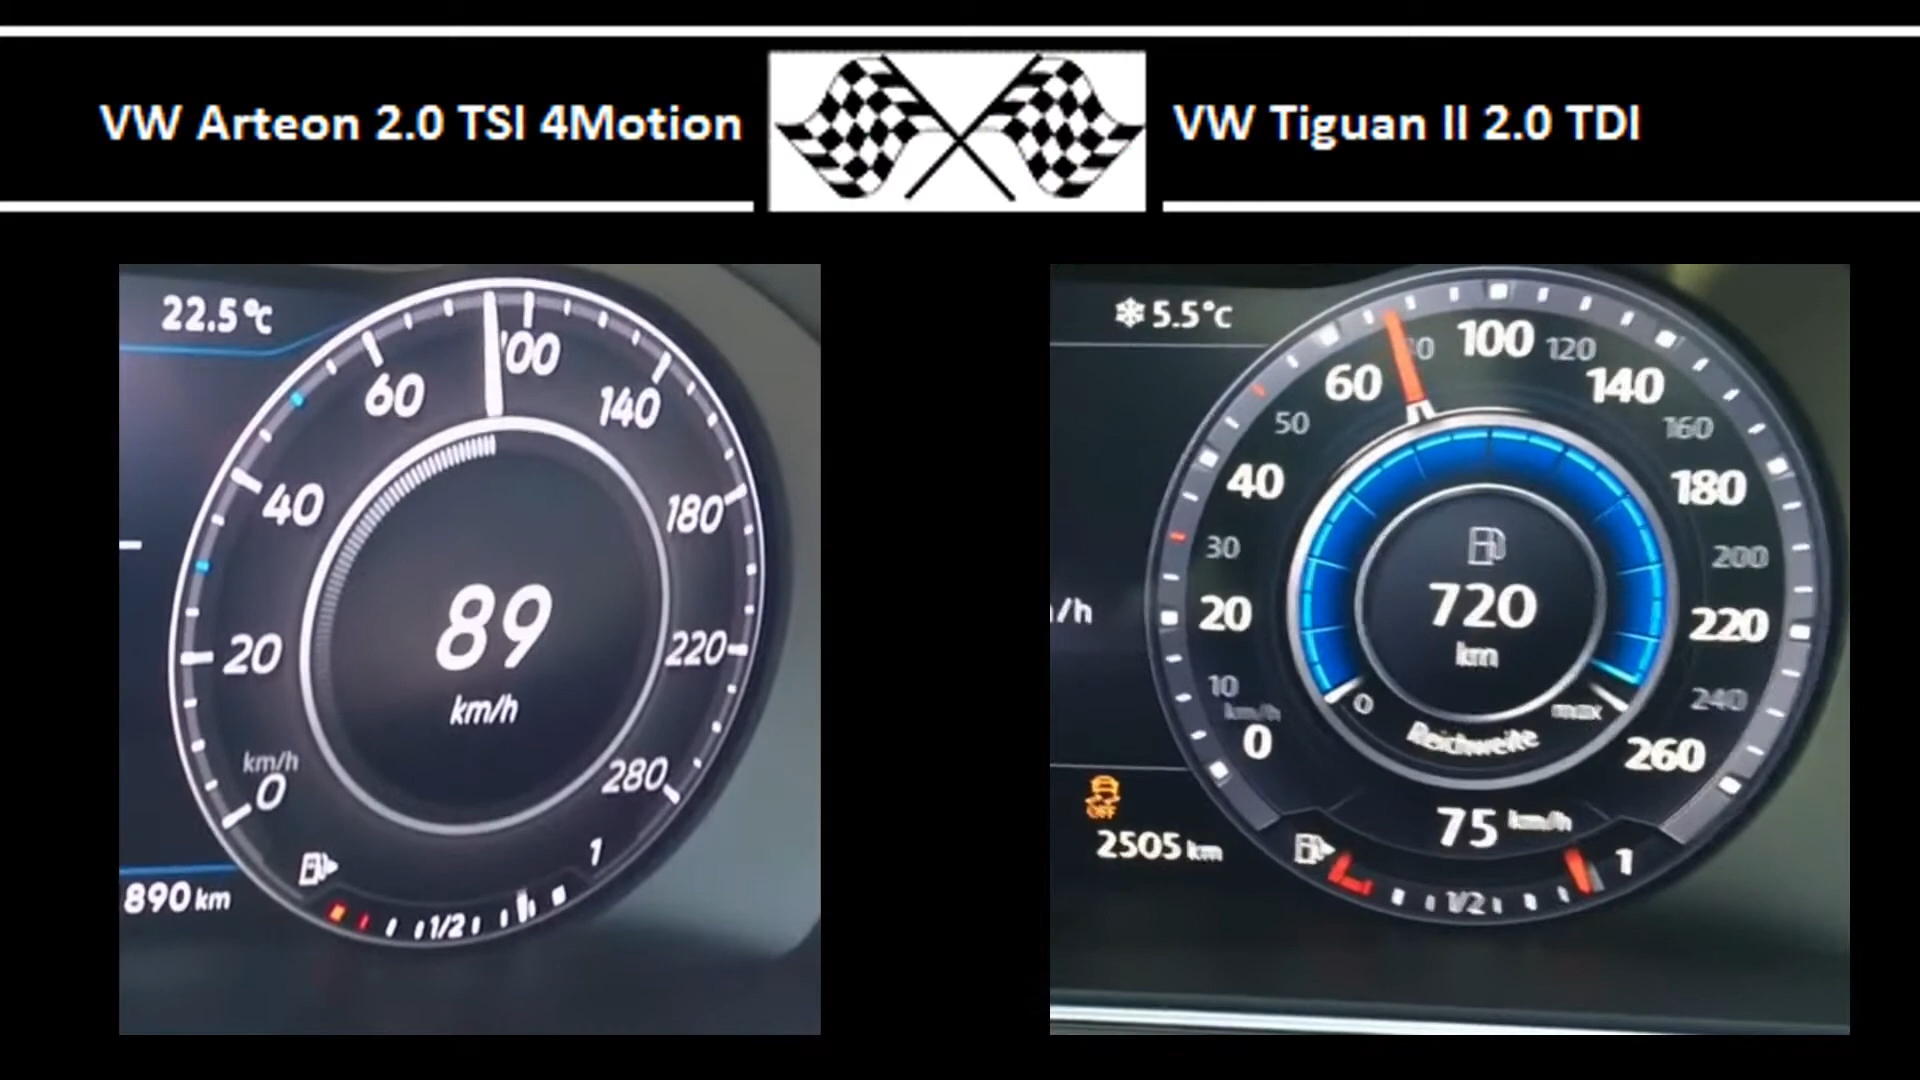 VW Arteon 2.0 TSI 4Motion
VW Tiguan II 2.0 TDI
22.5°C
0
20
40
60
100
140
180
220
280
km/h
89
km/h
1/2
1
890 km
5.5°C
/h
0
km/h
10
20
30
40
50
60
80
100
120
140
160
180
200
220
240
260
720
km
0
max
Reichweite
75 km/h
OFF
2505 km
1/2
1